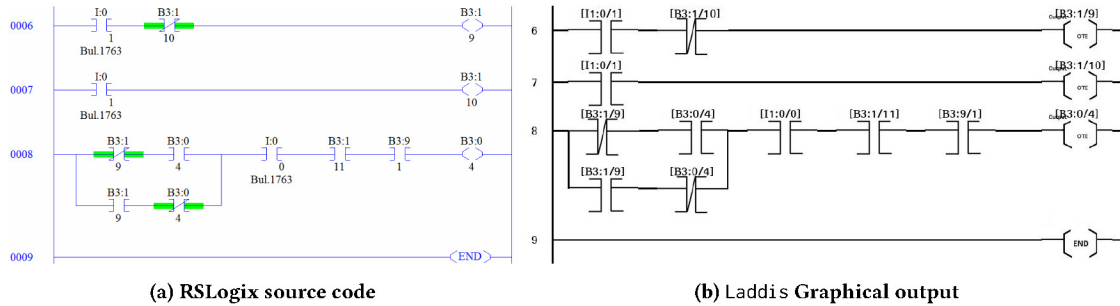 I:0 B3:1 B3:1
0006
1 10 9
Bul.1763
I:0 B3:1
0007
1 10
Bul.1763
B3:1 B3:0 I:0 B3:1 B3:9 B3:0
0008
9 4 0 11 1 4
Bul.1763
B3:1 B3:0
9 4
0009 END
(a) RSLogix source code
[I1:0/1] [B3:1/10] [B3:1/9]
Output
6 OTE
[I1:0/1] [B3:1/10]
Output
7 OTE
[B3:1/9] [B3:0/4] [I1:0/0] [B3:1/11] [B3:9/1] [B3:0/4]
Output
8 OTE
[B3:1/9] [B3:0/4]
9 END
(b) Laddis Graphical output